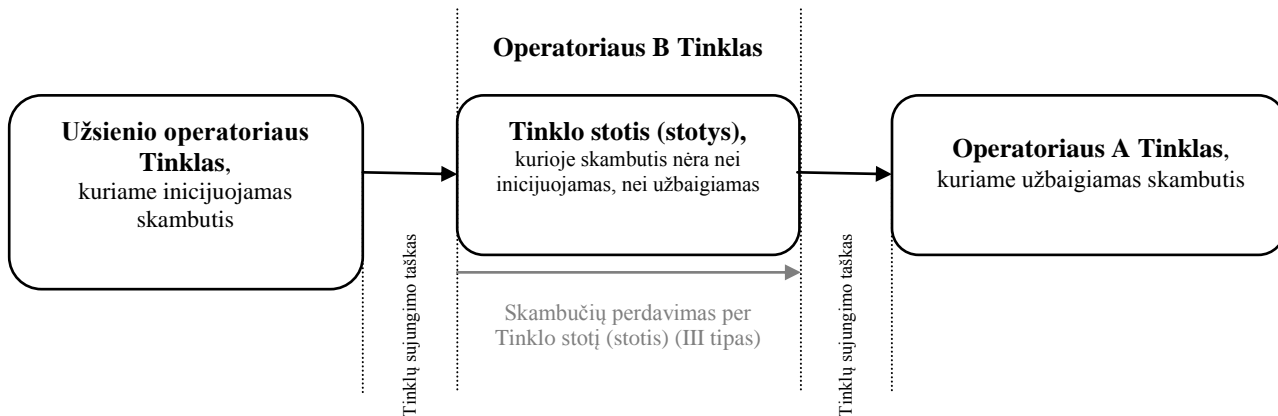 Operatoriaus B Tinklas
Užsienio operatoriaus
Tinklas,
kuriame inicijuojamas
skambutis
Tinklo stotis (stotys),
kurioje skambutis nėra nei
inicijuojamas, nei užbaigiamas
Operatoriaus A Tinklas,
kuriame užbaigiamas skambutis
Tinklų sujungimo taškas
Skambučių perdavimas per
Tinklo stotį (stotis) (III tipas)
Tinklų sujungimo taškas